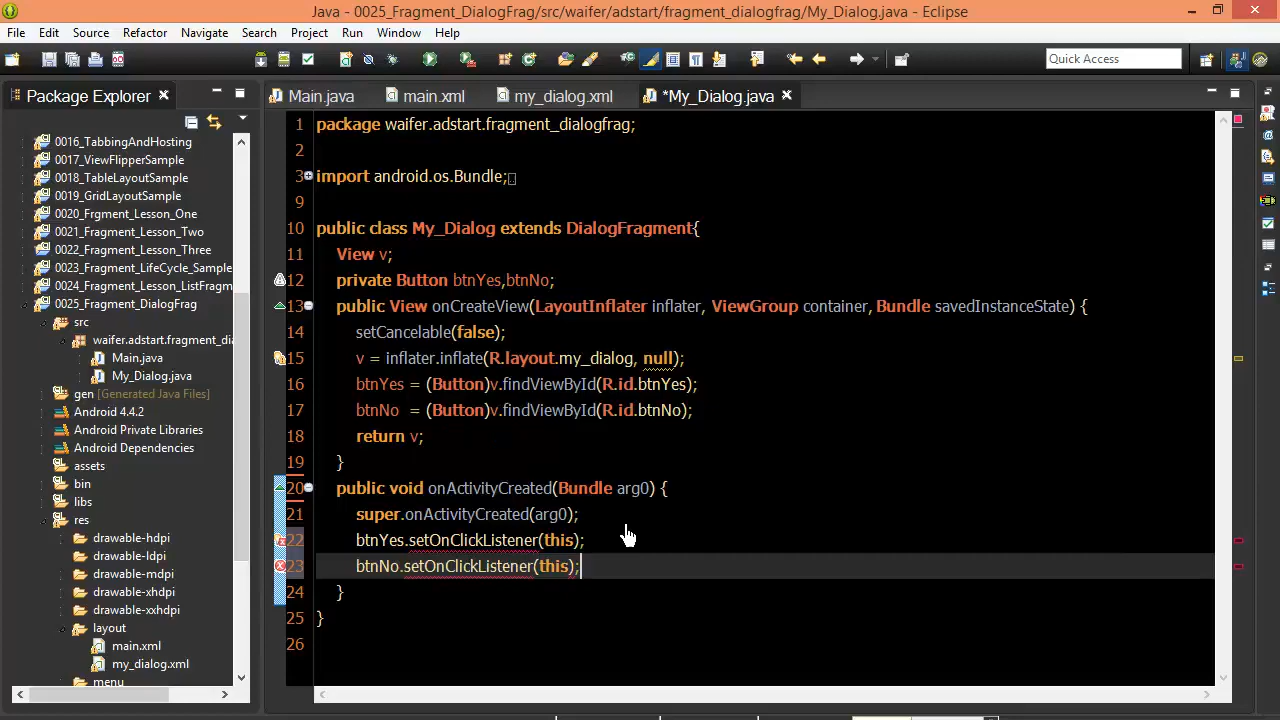 Java - 0025_Fragment_DialogFrag/src/waifer/adstart/fragment_dialogfrag/My_Dialog.java - Eclipse
File Edit Source Refactor Navigate Search Project Run Window Help
Quick Access
Package Explorer
Main.java main.xml my_dialog.xml *My_Dialog.java
0016_TabbingAndHosting
0017_ViewFlipperSample
0018_TableLayoutSample
0019_GridLayoutSample
0020_Frgment_Lesson_One
0021_Fragment_Lesson_Two
0022_Fragment_Lesson_Three
0023_Fragment_LifeCycle_Sample
0024_Fragment_Lesson_ListFragm
0025_Fragment_DialogFrag
src
waifer.adstart.fragment_di
Main.java
My_Dialog.java
gen [Generated Java Files]
Android 4.4.2
Android Private Libraries
Android Dependencies
assets
bin
libs
res
drawable-hdpi
drawable-ldpi
drawable-mdpi
drawable-xhdpi
drawable-xxhdpi
layout
main.xml
my_dialog.xml
menu
1 package waifer.adstart.fragment_dialogfrag;
2
3 import android.os.Bundle;
9
10 public class My_Dialog extends DialogFragment{
11 View v;
12 private Button btnYes,btnNo;
13 public View onCreateView(LayoutInflater inflater, ViewGroup container, Bundle savedInstanceState) {
14 setCancelable(false);
15 v = inflater.inflate(R.layout.my_dialog, null);
16 btnYes = (Button)v.findViewById(R.id.btnYes);
17 btnNo = (Button)v.findViewById(R.id.btnNo);
18 return v;
19 }
20 public void onActivityCreated(Bundle arg0) {
21 super.onActivityCreated(arg0);
22 btnYes.setOnClickListener(this);
23 btnNo.setOnClickListener(this);
24 }
25 }
26